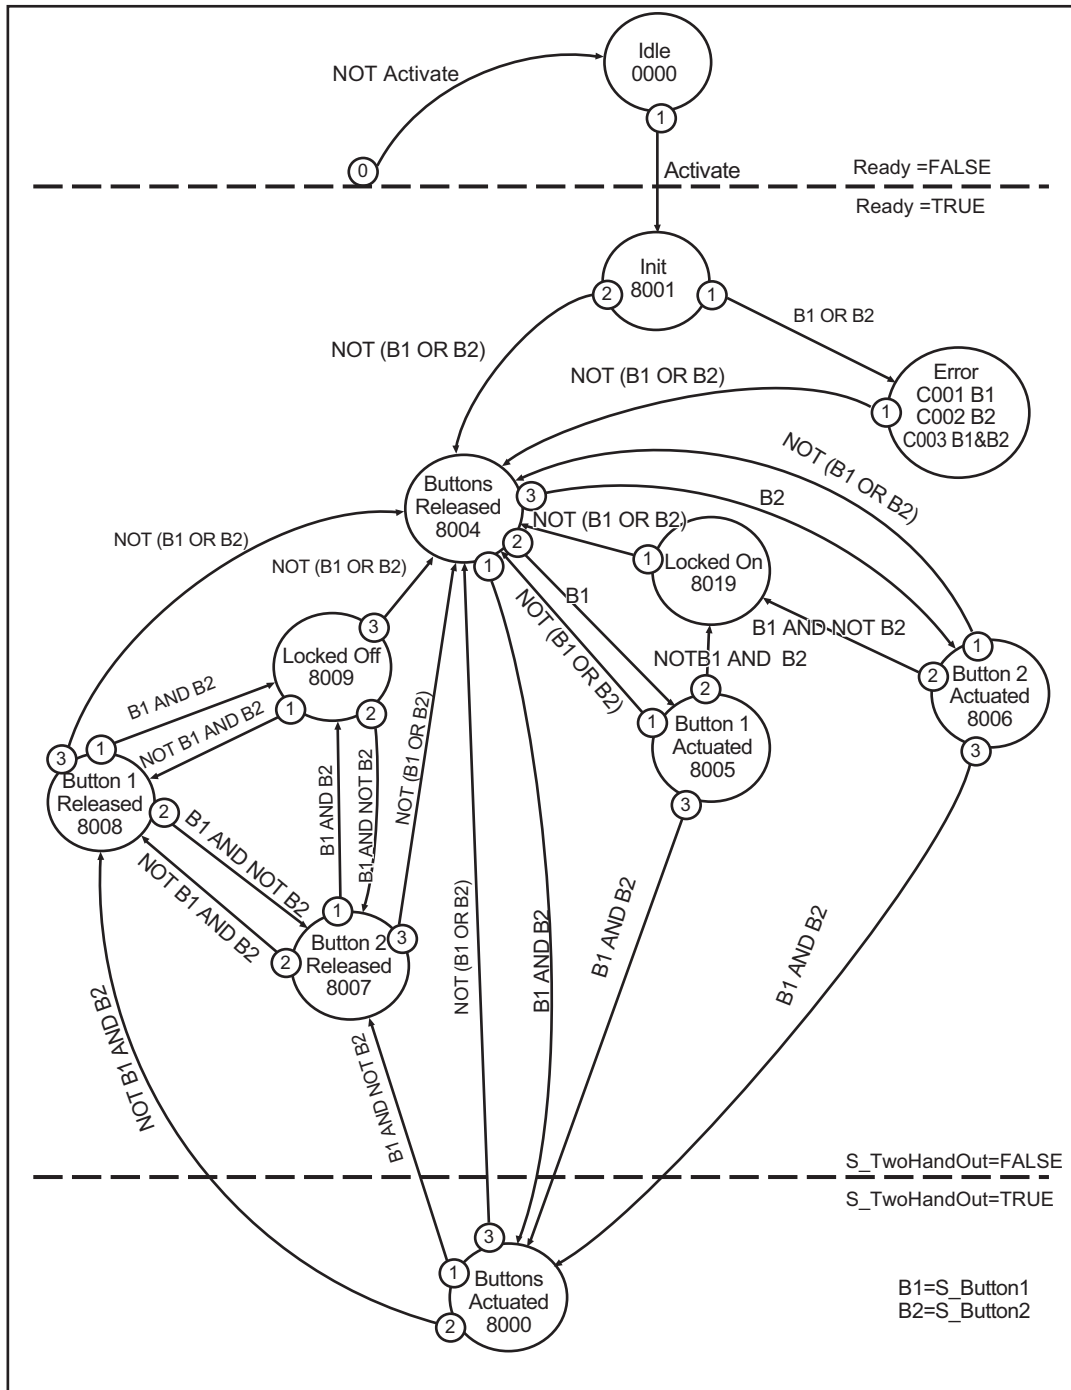 Idle
0000
1
NOT Activate
0
Activate
Ready =FALSE
Ready =TRUE
Init
8001
2
1
B1 OR B2
NOT (B1 OR B2)
NOT (B1 OR B2)
Error
C001 B1
C002 B2
C003 B1&B2
1
Buttons
Released
8004
3
2
1
B2
NOT (B1 OR B2)
NOT (B1 OR B2)
1
Locked On
8019
NOT (B1 OR B2)
NOT (B1 OR B2)
B1
NOT (B1 OR B2)
B1 AND NOT B2
NOTB1 AND B2
3
Locked Off
8009
1
2
B1 AND B2
NOT B1 AND B2
1
2
Button 2
Actuated
8006
3
2
1
Button 1
Actuated
8005
3
3
1
Button 1
Released
8008
2
B1 AND NOT B2
NOT B1 AND B2
B1 AND B2
B1 AND NOT B2
NOT (B1 OR B2)
1
2
3
Button 2
Released
8007
NOT (B1 OR B2)
B1 AND B2
B1 AND B2
B1 AND B2
NOT B1 AND B2
B1 AND NOT B2
S_TwoHandOut=FALSE
S_TwoHandOut=TRUE
3
1
2
Buttons
Actuated
8000
B1=S_Button1
B2=S_Button2